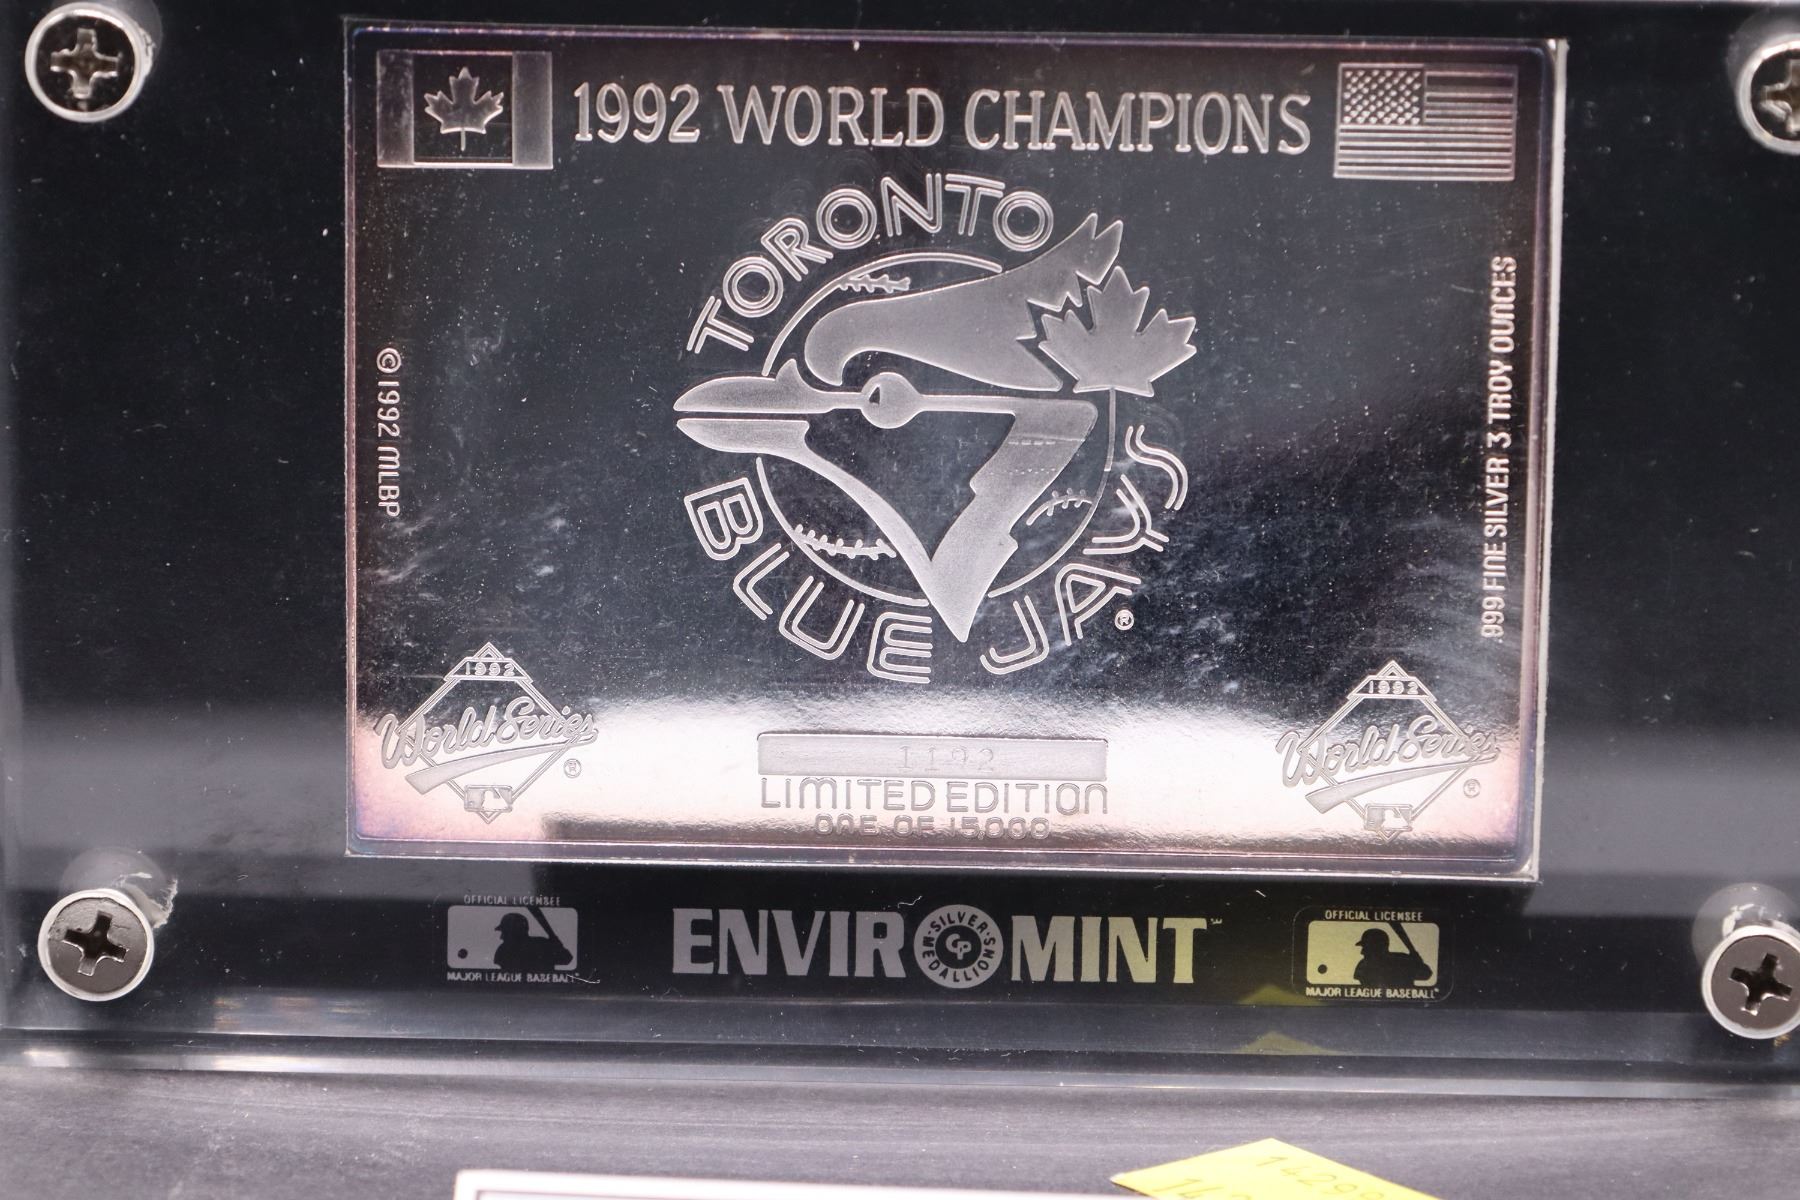 1992 WORLD CHAMPIONS
TORONTO
BLUE JAYS®
©1992 MLBP
.999 FINE SILVER 3 TROY OUNCES
1992
World Series®
1992
World Series®
1192
LIMITED EDITION
ONE OF 15,000
OFFICIAL LICENSEE
MAJOR LEAGUE BASEBALL
ENVIROMINT
SILVER MEDALLIONS
OFFICIAL LICENSEE
MAJOR LEAGUE BASEBALL